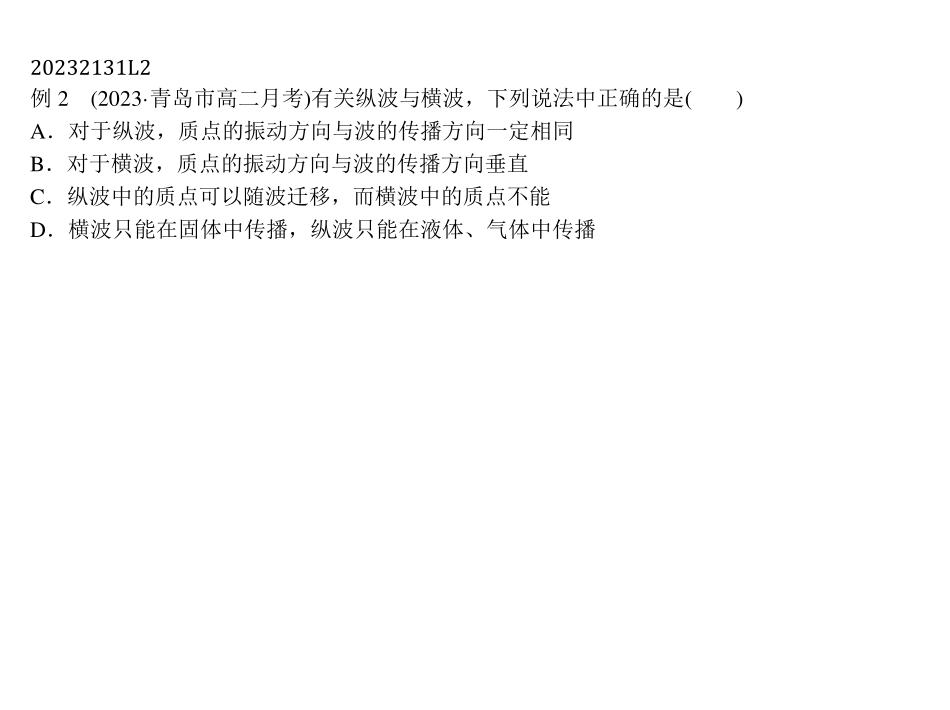 20232131L2
例 2　(2023·青岛市高二月考)有关纵波与横波，下列说法中正确的是(　　)
A．对于纵波，质点的振动方向与波的传播方向一定相同
B．对于横波，质点的振动方向与波的传播方向垂直
C．纵波中的质点可以随波迁移，而横波中的质点不能
D．横波只能在固体中传播，纵波只能在液体、气体中传播